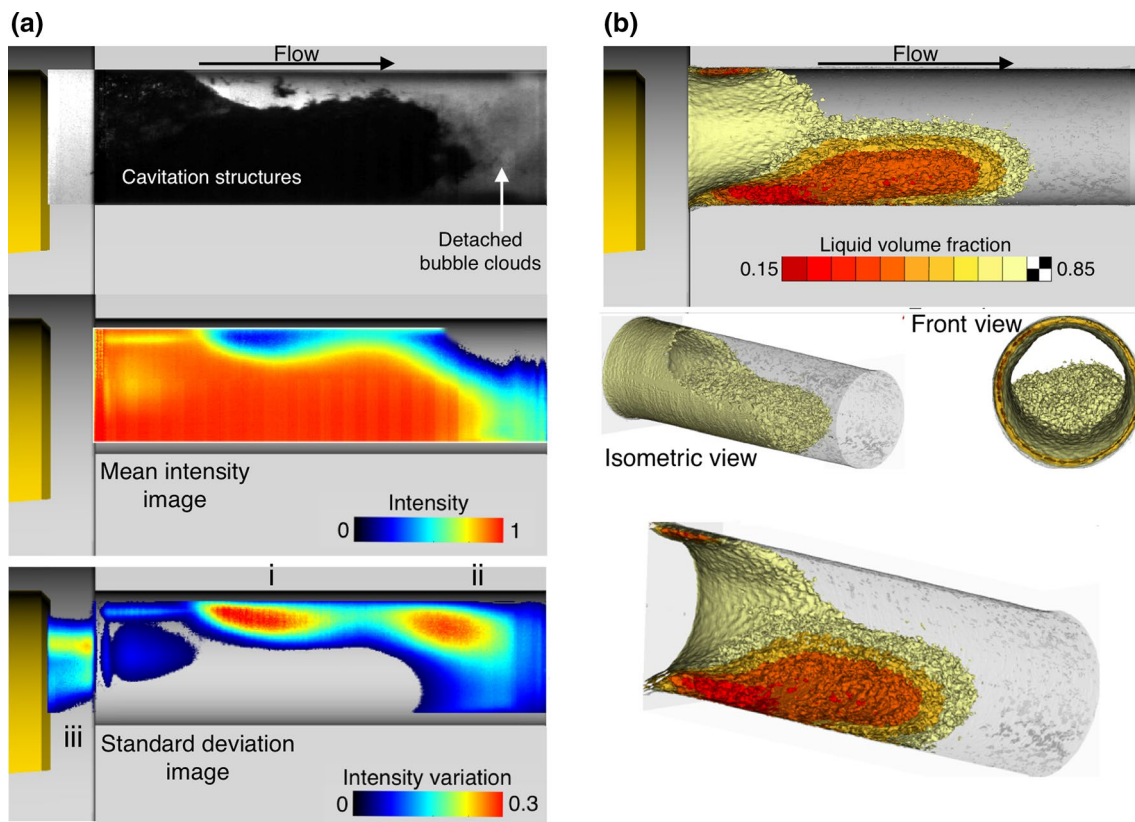 (a)
Flow
Cavitation structures
Detached
bubble clouds
Mean intensity
image
Intensity
0
1
i
ii
iii
Standard deviation
image
Intensity variation
0
0.3
(b)
Flow
Liquid volume fraction
0.15
0.85
Front view
Isometric view